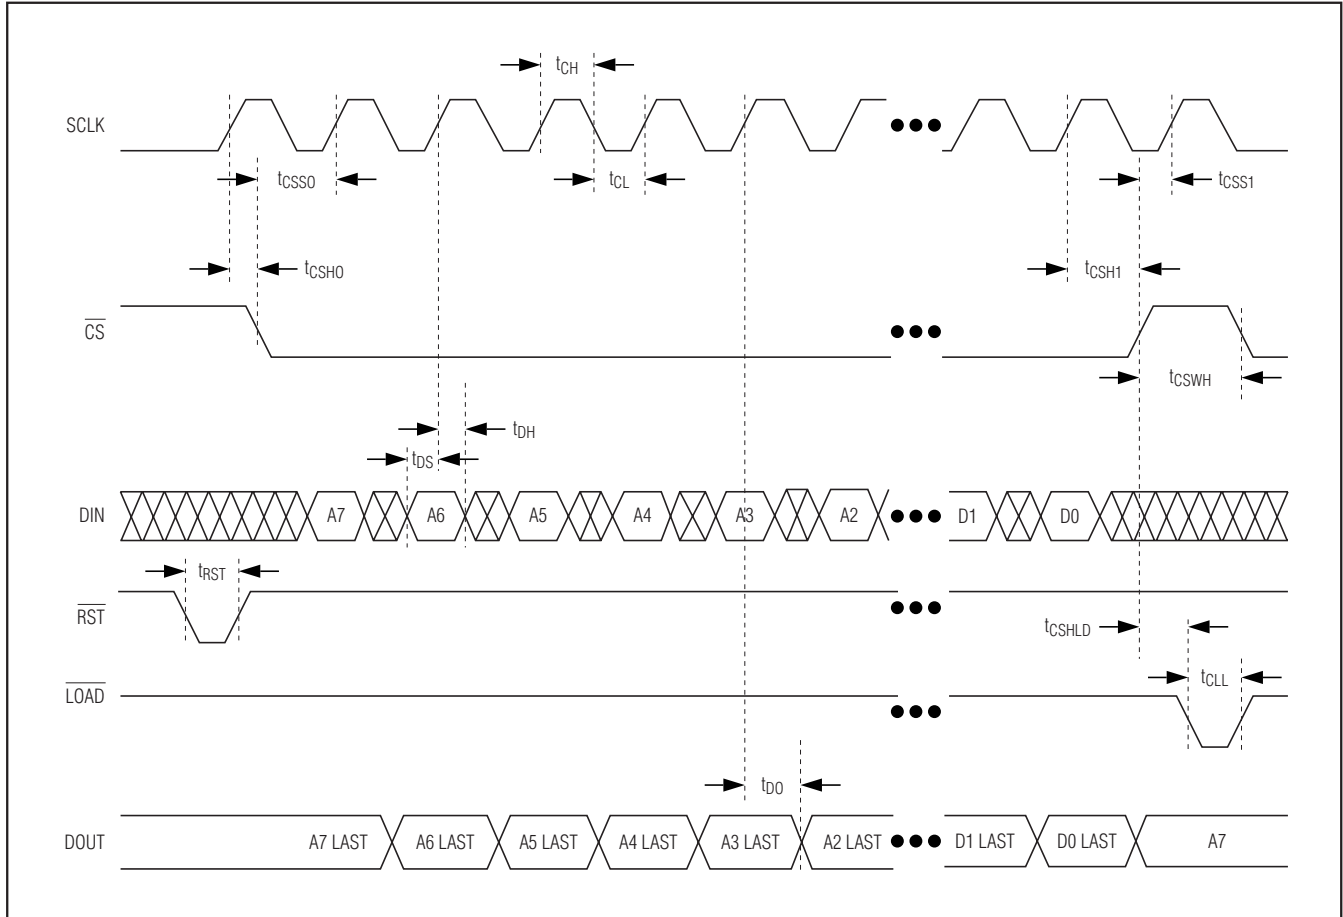 tCH
SCLK
tCSS0 tCL tCSS1
tCSH0 tCSH1
CS
tCSWH
tDH
tDS
DIN A7 A6 A5 A4 A3 A2 D1 D0
tRST
RST
tCSHLD
LOAD tCLL
tDO
DOUT A7 LAST A6 LAST A5 LAST A4 LAST A3 LAST A2 LAST D1 LAST D0 LAST A7